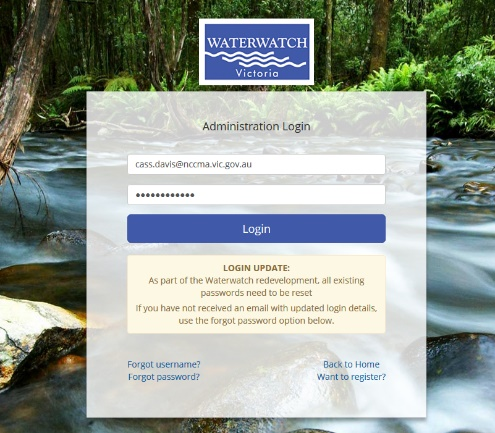 WATERWATCH
Victoria
Administration Login
cass.davis@nccma.vic.gov.au
●●●●●●●●●●●●
Login
LOGIN UPDATE:
As part of the Waterwatch redevelopment, all existing
passwords need to be reset
If you have not received an email with updated login details,
use the forgot password option below.
Forgot username? Back to Home
Forgot password? Want to register?